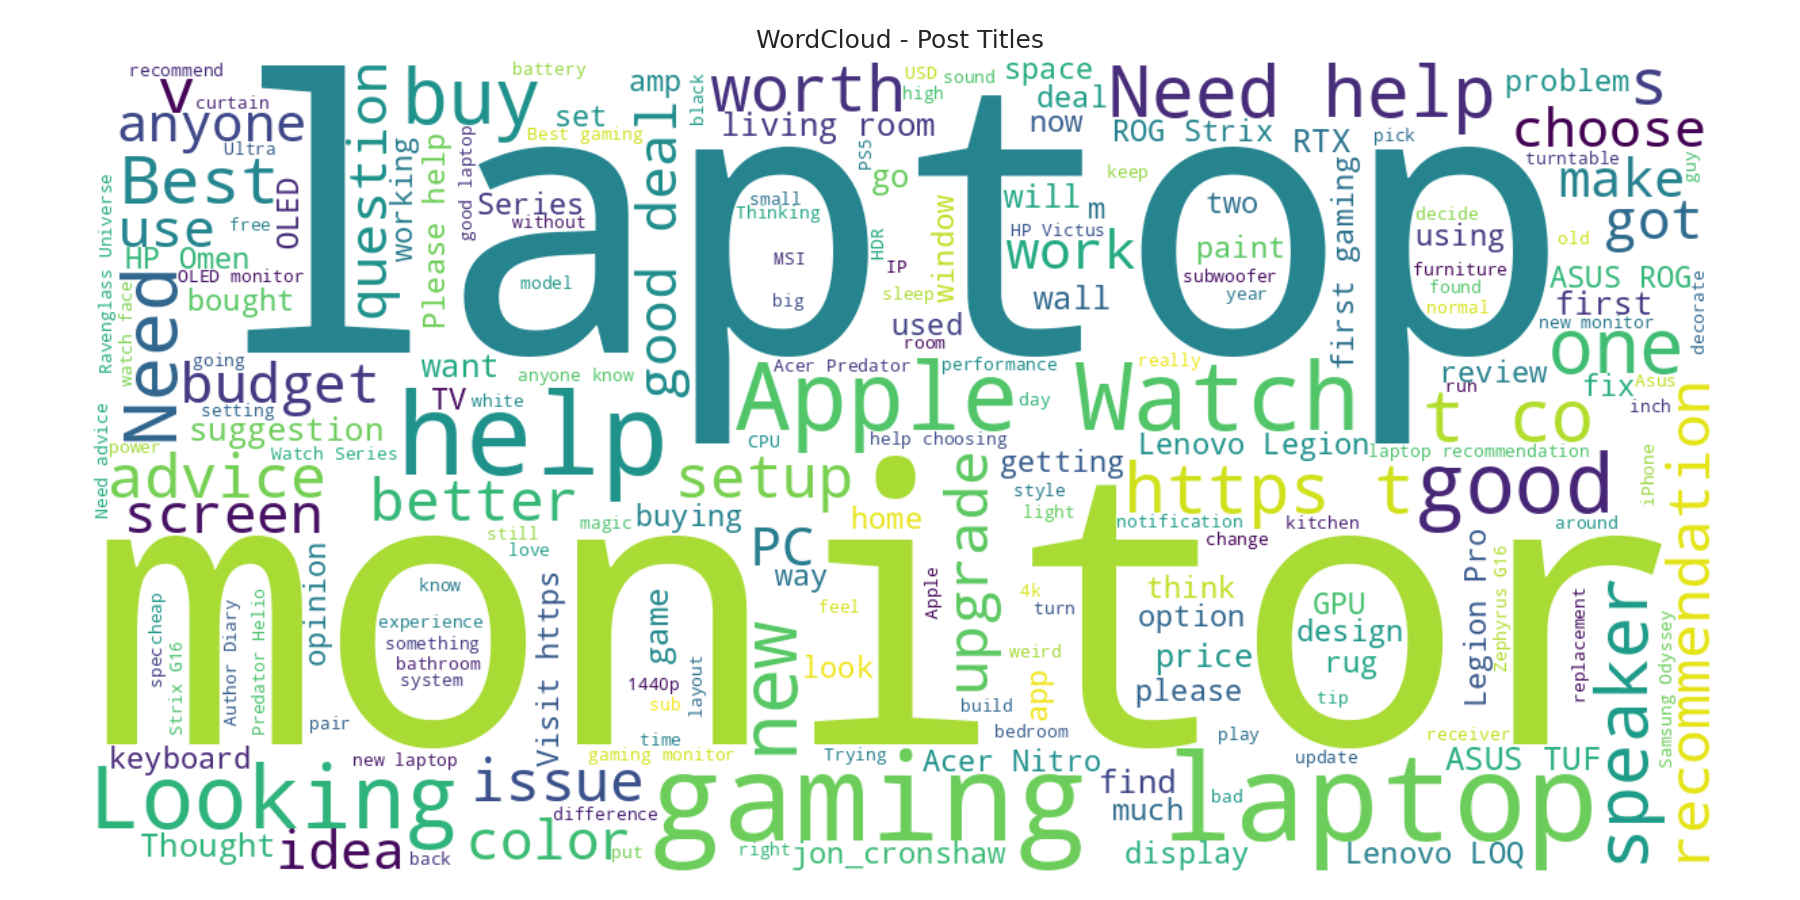 WordCloud - Post Titles
recommend
battery
amp
black
worth
USD
sound
high
space
deal
Need help
problem
s
V
curtain
anyone
Ultra
question
buy
set
Best gaming
living room
now
ROG Strix
RTX
pick
choose
turntable
guy
Best
OLED
working
Please help
good laptop
Series
without
good deal
small
Thinking
PS5
go
keep
will
m
two
first gaming
decide
using
make
got
use
free
HP Omen
OLED monitor
bought
Ravenglass Universe
watch face
Need
laptop
model
MSI
big
HDR
IP
sleep
window
HP Victus
work
wall
paint
subwoofer
year
furniture
found
normal
old
ASUS ROG
first
new monitor
decorate
used
room
one
going
budget
setting
want
anyone know
TV
white
Acer Predator
performance
really
review
run
fix
Asus
inch
suggestion
help
Apple Watch
day
t co
Need advice
power
Watch Series
CPU
help choosing
Lenovo Legion
laptop recommendation
advice
better
setup
getting
https t
good
iPhone
recommendation
screen
magic
buying
home
upgrade
style
light
notification
kitchen
change
around
still
love
PC
way
monitor
opinion
know
experience
something
bathroom
system
spec
cheap
Strix G16
Author Diary
Predator Helio
pair
Visit https
game
1440p
sub
layout
time
new
feel
look
Apple
4k
turn
weird
build
app
bedroom
think
option
price
please
play
GPU
design
rug
tip
Legion Pro
Zephyrus G16
replacement
speaker
Samsung Odyssey
receiver
keyboard
new laptop
gaming monitor
Trying
Acer Nitro
update
ASUS TUF
Looking
issue
difference
gaming laptop
find
much
bad
Thought
idea
back
color
put
right
jon_cronshaw
display
Lenovo LOQ